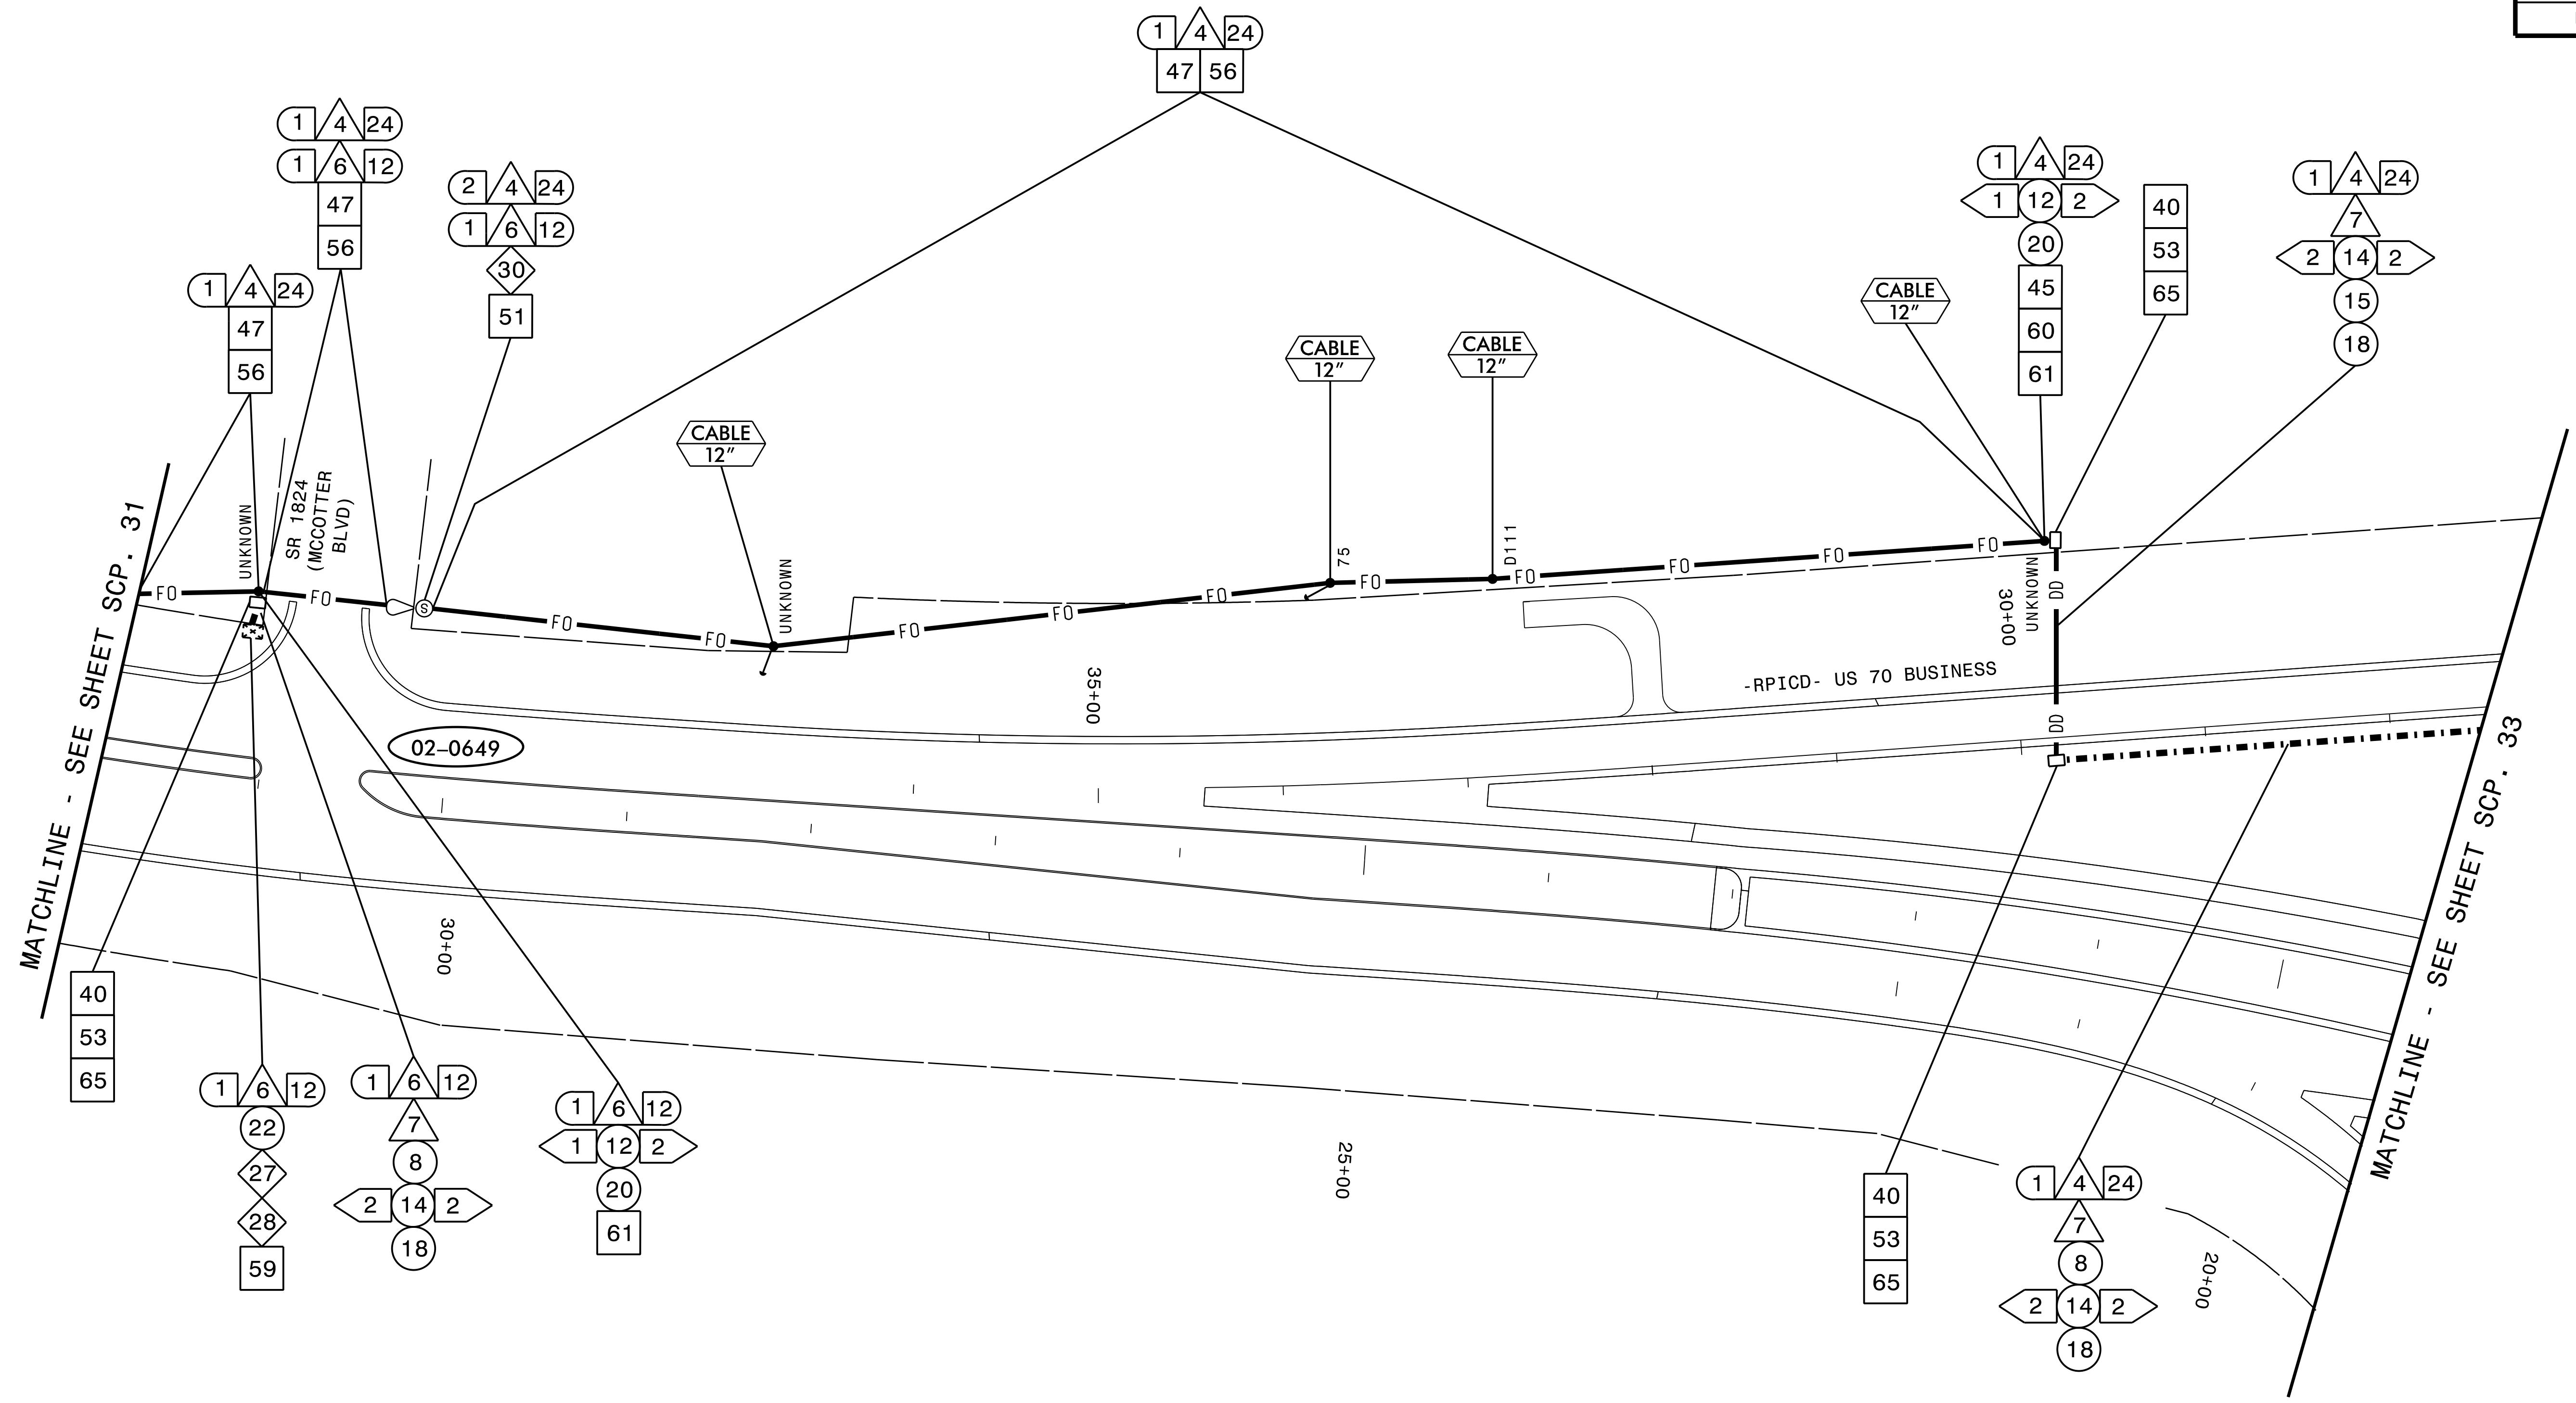 1 4 24
47 56
1 4 24
1 6 12
47
56
2 4 24
1 6 12
30
51
1 4 24
47
56
1 4 24
1 12 2
20
45
60
61
40
53
65
1 4 24
7
2 14 2
15
18
CABLE
12"
CABLE
12"
CABLE
12"
CABLE
12"
MATCHLINE - SEE SHEET SCP. 31
UNKNOWN
SR 1824
(MCCOTTER
BLVD)
FO
FO
S
FO
FO
UNKNOWN
FO
FO
FO
75
FO
D111
FO
FO
FO
FO
UNKNOWN
30+00
DD
DD
35+00
-RPICD- US 70 BUSINESS
02-0649
30+00
25+00
20+00
MATCHLINE - SEE SHEET SCP. 33
40
53
65
1 6 12
22
27
28
59
1 6 12
7
8
2 14 2
18
1 6 12
1 12 2
20
61
40
53
65
1 4 24
7
8
2 14 2
18